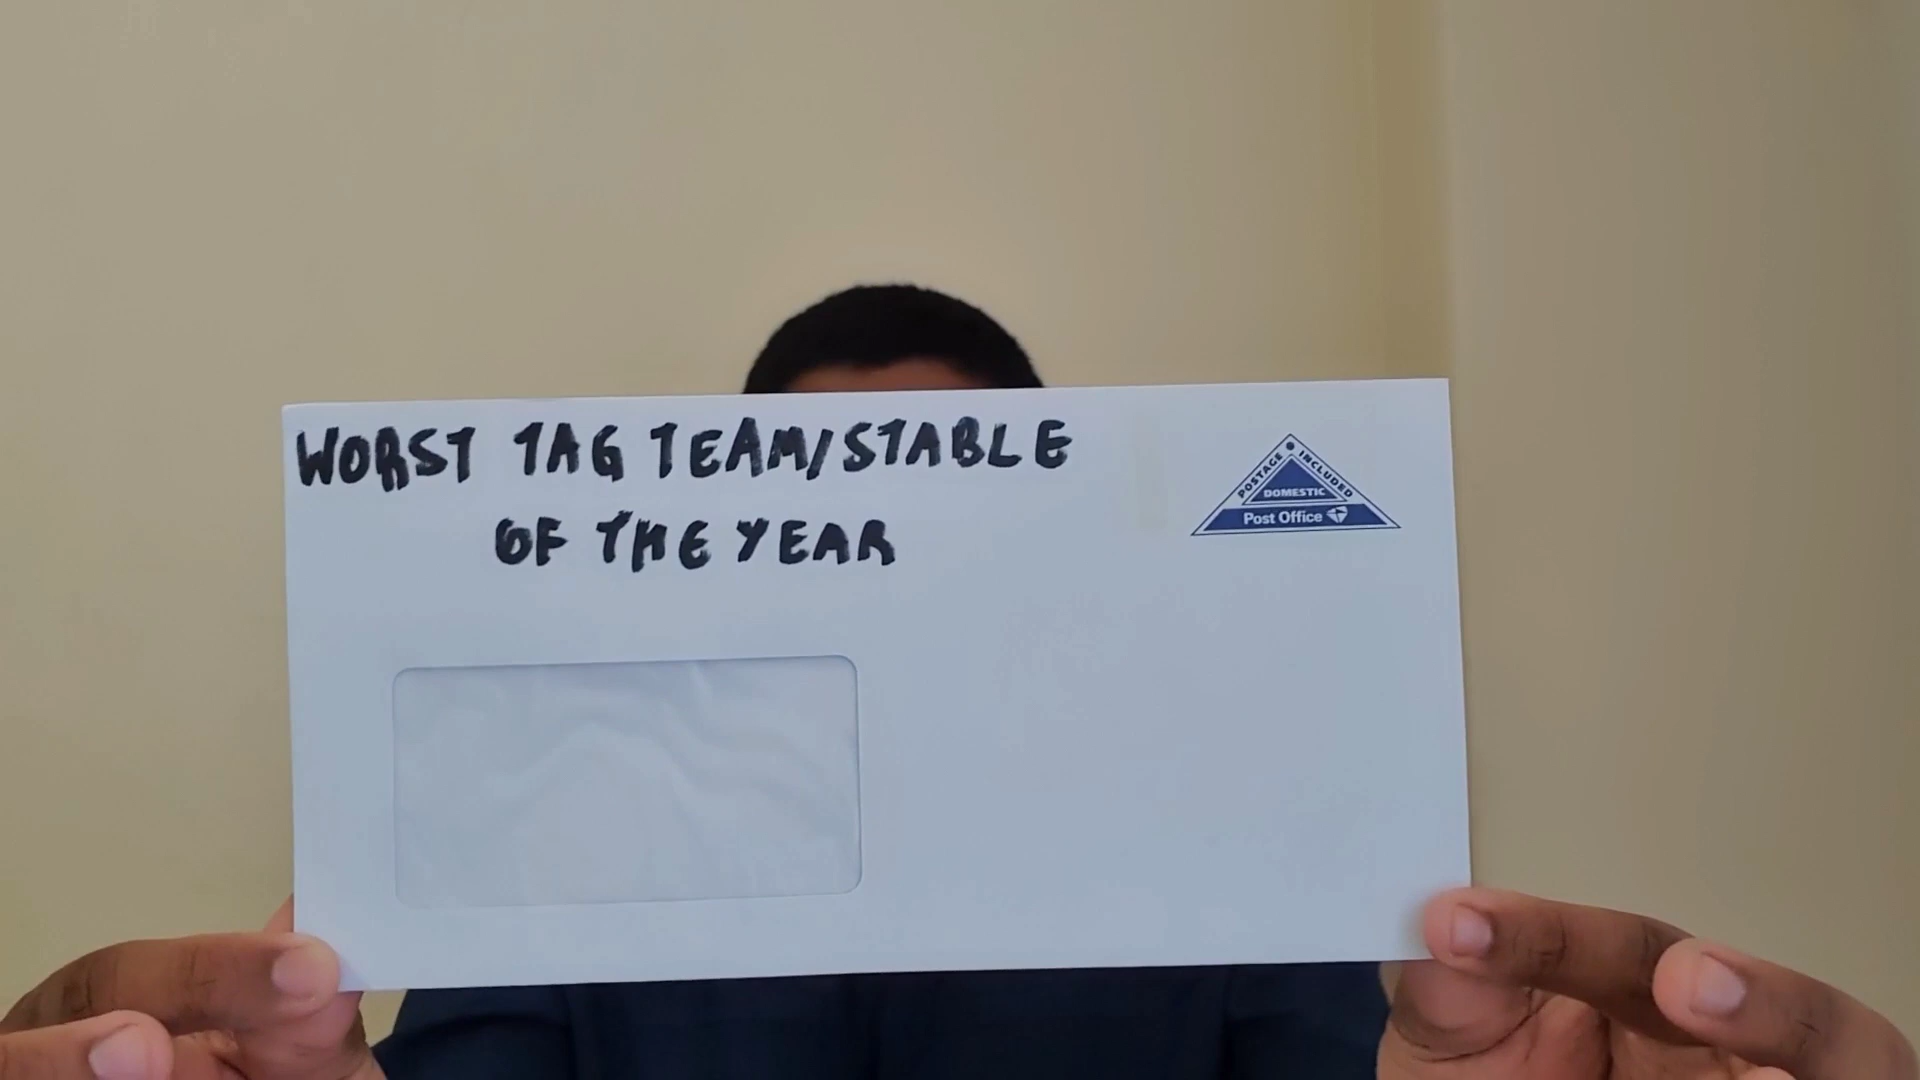 WORST TAG TEAM/STABLE
OF THE YEAR
POSTAGE INCLUDED
DOMESTIC
Post Office